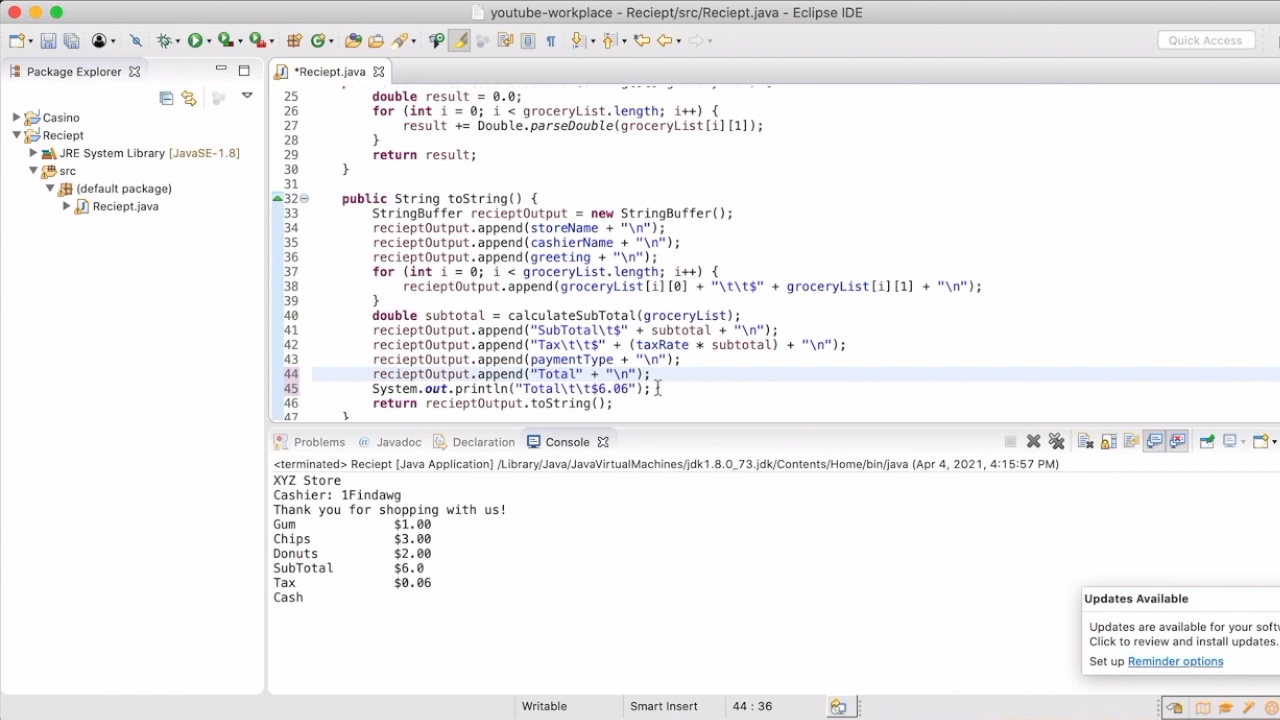 youtube-workplace - Reciept/src/Reciept.java - Eclipse IDE
Quick Access
Package Explorer
*Reciept.java
Casino
Reciept
JRE System Library [JavaSE-1.8]
src
(default package)
Reciept.java
25 double result = 0.0;
26 for (int i = 0; i < groceryList.length; i++) {
27 result += Double.parseDouble(groceryList[i][1]);
28 }
29 return result;
30 }
31
32 public String toString() {
33 StringBuffer recieptOutput = new StringBuffer();
34 recieptOutput.append(storeName + "\n");
35 recieptOutput.append(cashierName + "\n");
36 recieptOutput.append(greeting + "\n");
37 for (int i = 0; i < groceryList.length; i++) {
38 recieptOutput.append(groceryList[i][0] + "\t\t$" + groceryList[i][1] + "\n");
39 }
40 double subtotal = calculateSubTotal(groceryList);
41 recieptOutput.append("SubTotal\t$" + subtotal + "\n");
42 recieptOutput.append("Tax\t\t$" + (taxRate * subtotal) + "\n");
43 recieptOutput.append(paymentType + "\n");
44 recieptOutput.append("Total" + "\n");
45 System.out.println("Total\t\t$6.06");
46 return recieptOutput.toString();
47 }
Problems @ Javadoc Declaration Console
<terminated> Reciept [Java Application] /Library/Java/JavaVirtualMachines/jdk1.8.0_73.jdk/Contents/Home/bin/java (Apr 4, 2021, 4:15:57 PM)
XYZ Store
Cashier: 1Findawg
Thank you for shopping with us!
Gum $1.00
Chips $3.00
Donuts $2.00
SubTotal $6.0
Tax $0.06
Cash
Updates Available
Updates are available for your softw
Click to review and install updates.
Set up Reminder options
Writable Smart Insert 44 : 36